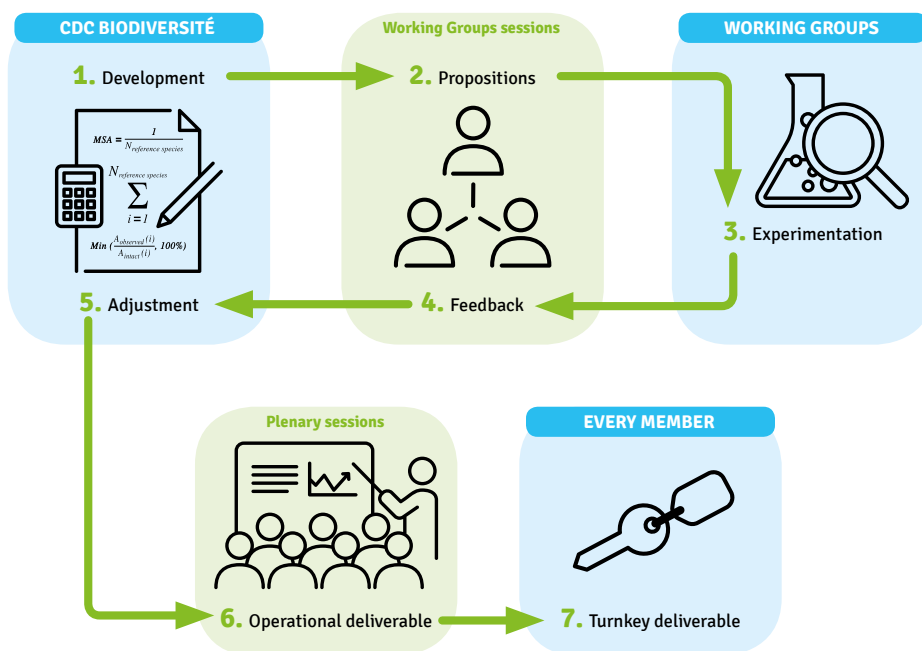 CDC BIODIVERSITÉ
Working Groups sessions
WORKING GROUPS
1. Development
2. Propositions
MSA = 1 / N reference species
N reference species
∑
i = 1
Min ( A observed (i) / A intact (i) , 100%)
3. Experimentation
5. Adjustment
4. Feedback
Plenary sessions
EVERY MEMBER
6. Operational deliverable
7. Turnkey deliverable